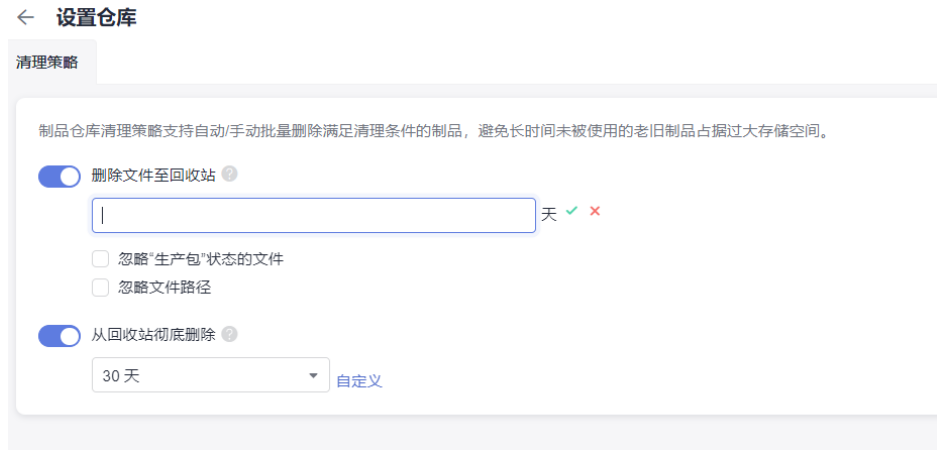 设置仓库
清理策略
制品仓库清理策略支持自动/手动批量删除满足清理条件的制品，避免长时间未被使用的老旧制品占据过大存储空间。
删除文件至回收站 ?
天
忽略“生产包”状态的文件
忽略文件路径
从回收站彻底删除 ?
30 天 自定义